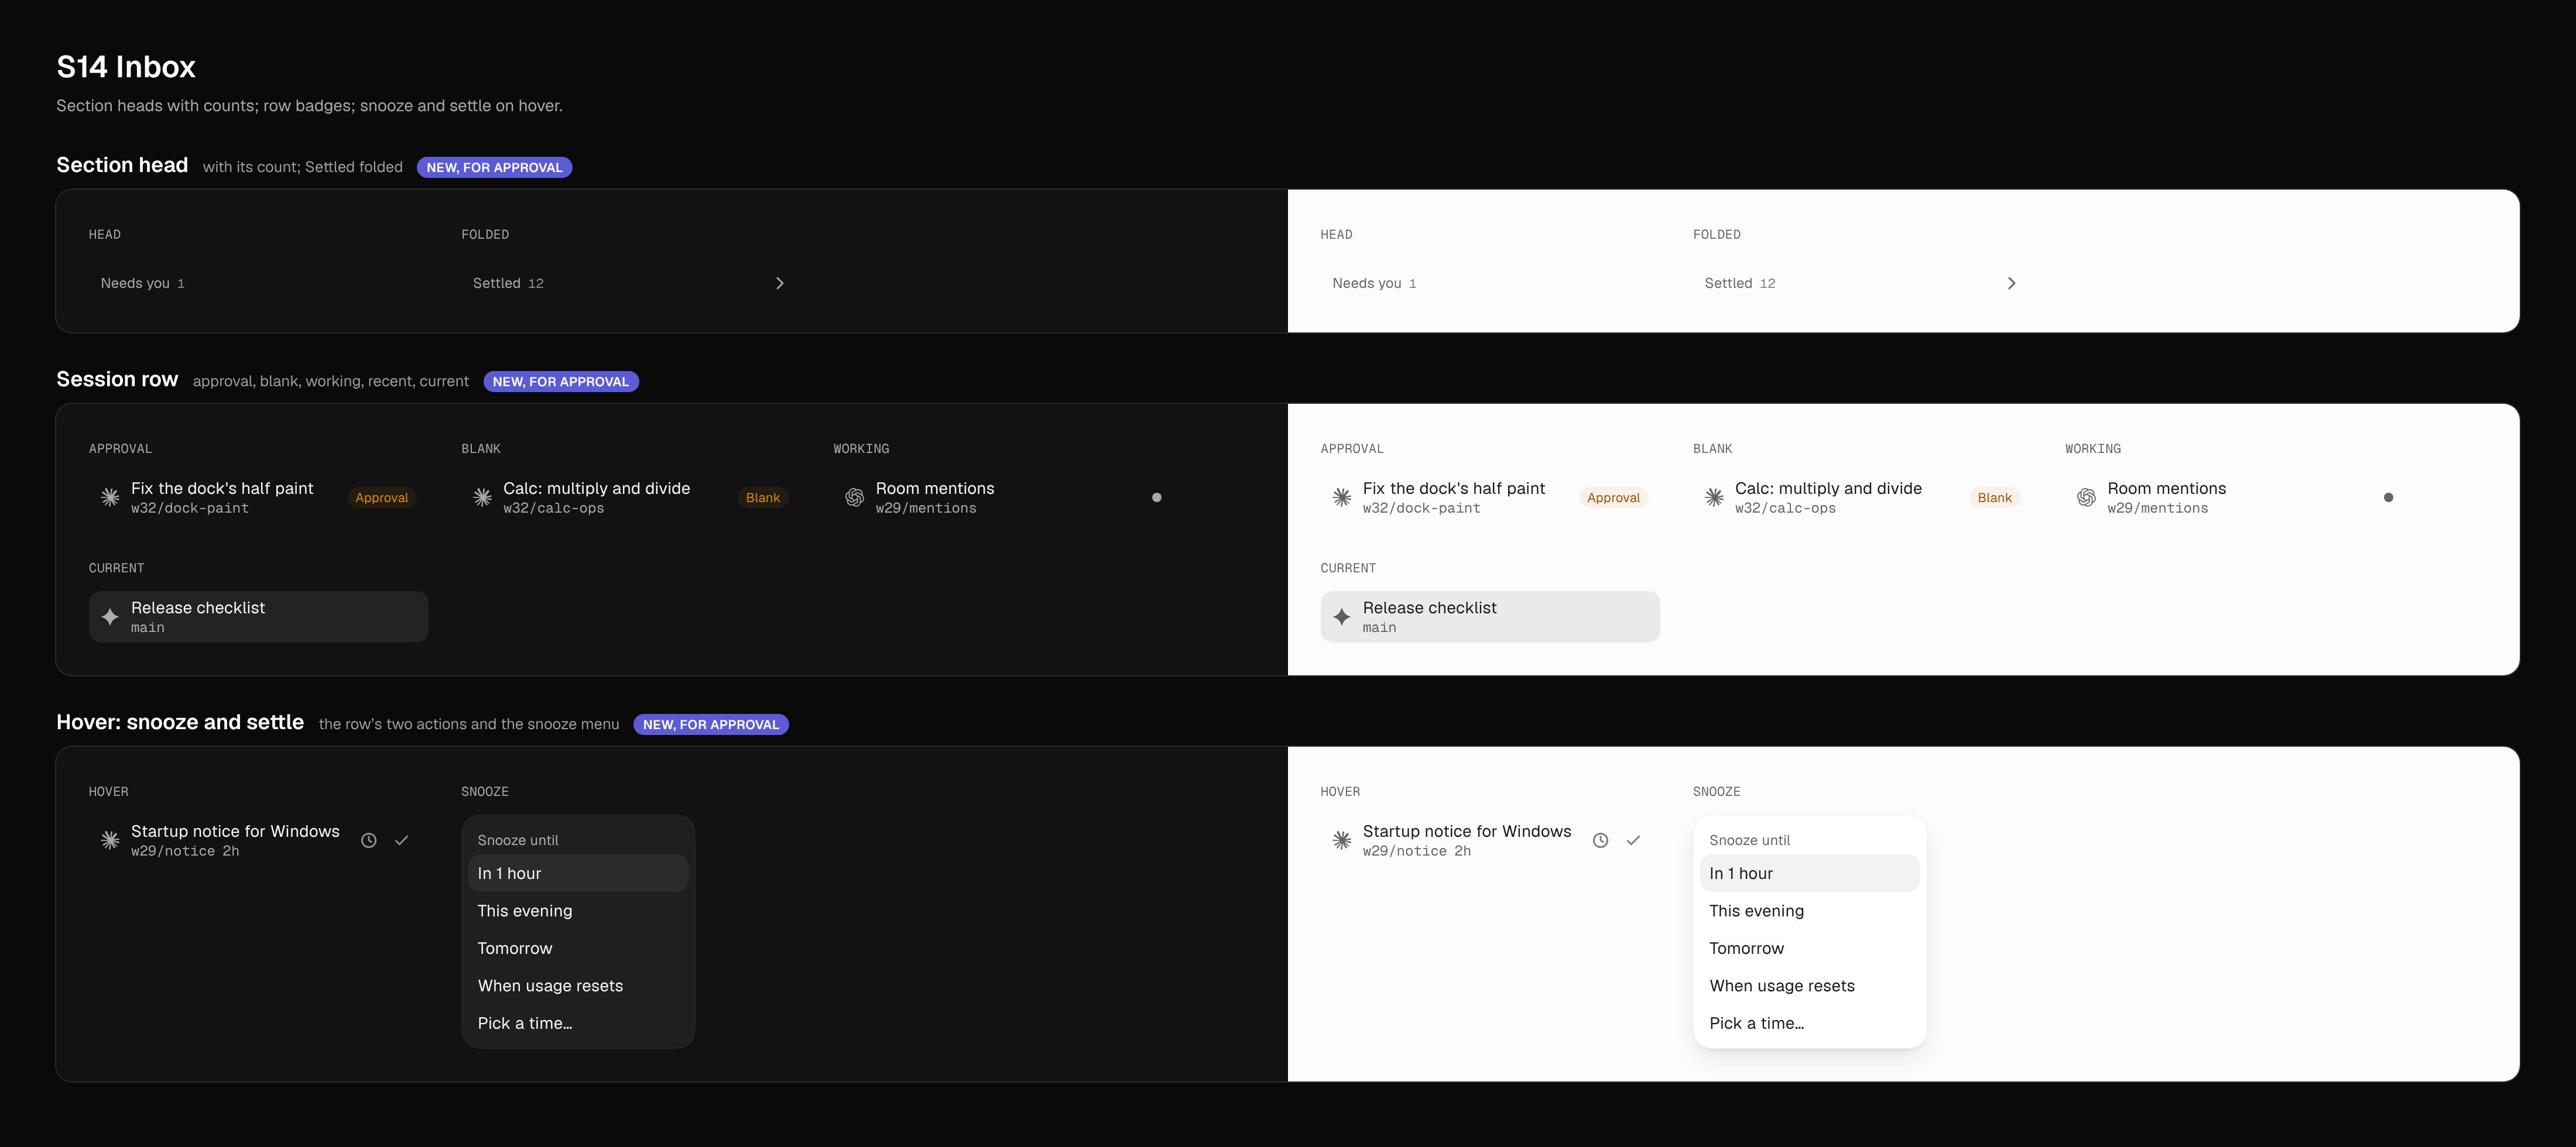 S14 Inbox
Section heads with counts; row badges; snooze and settle on hover.
Section head with its count; Settled folded NEW, FOR APPROVAL
HEAD FOLDED HEAD FOLDED
Needs you 1 Settled 12 Needs you 1 Settled 12
Session row approval, blank, working, recent, current NEW, FOR APPROVAL
APPROVAL BLANK WORKING APPROVAL BLANK WORKING
Fix the dock's half paint Approval Calc: multiply and divide Blank Room mentions Fix the dock's half paint Approval Calc: multiply and divide Blank Room mentions
w32/dock-paint w32/calc-ops w29/mentions w32/dock-paint w32/calc-ops w29/mentions
CURRENT CURRENT
Release checklist Release checklist
main main
Hover: snooze and settle the row's two actions and the snooze menu NEW, FOR APPROVAL
HOVER SNOOZE HOVER SNOOZE
Startup notice for Windows Snooze until Startup notice for Windows Snooze until
w29/notice 2h w29/notice 2h
In 1 hour In 1 hour
This evening This evening
Tomorrow Tomorrow
When usage resets When usage resets
Pick a time… Pick a time…